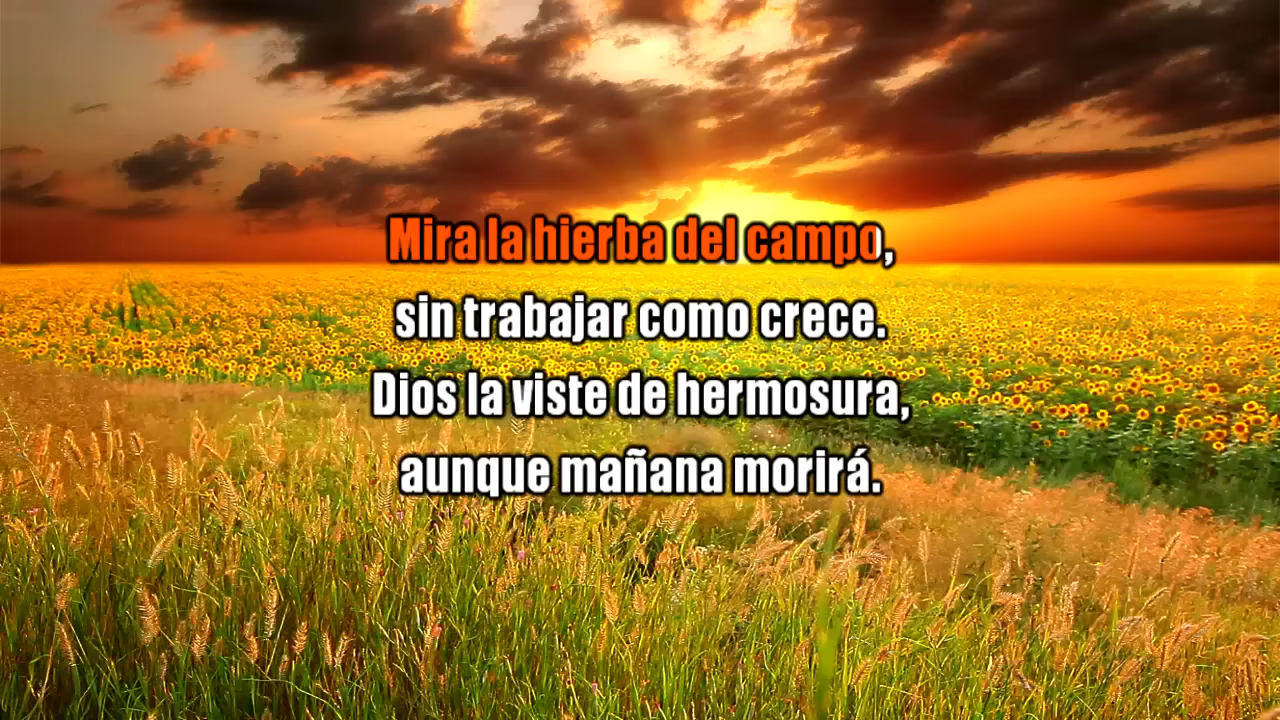 Mira la hierba del campo,
sin trabajar como crece.
Dios la viste de hermosura,
aunque mañana morirá.